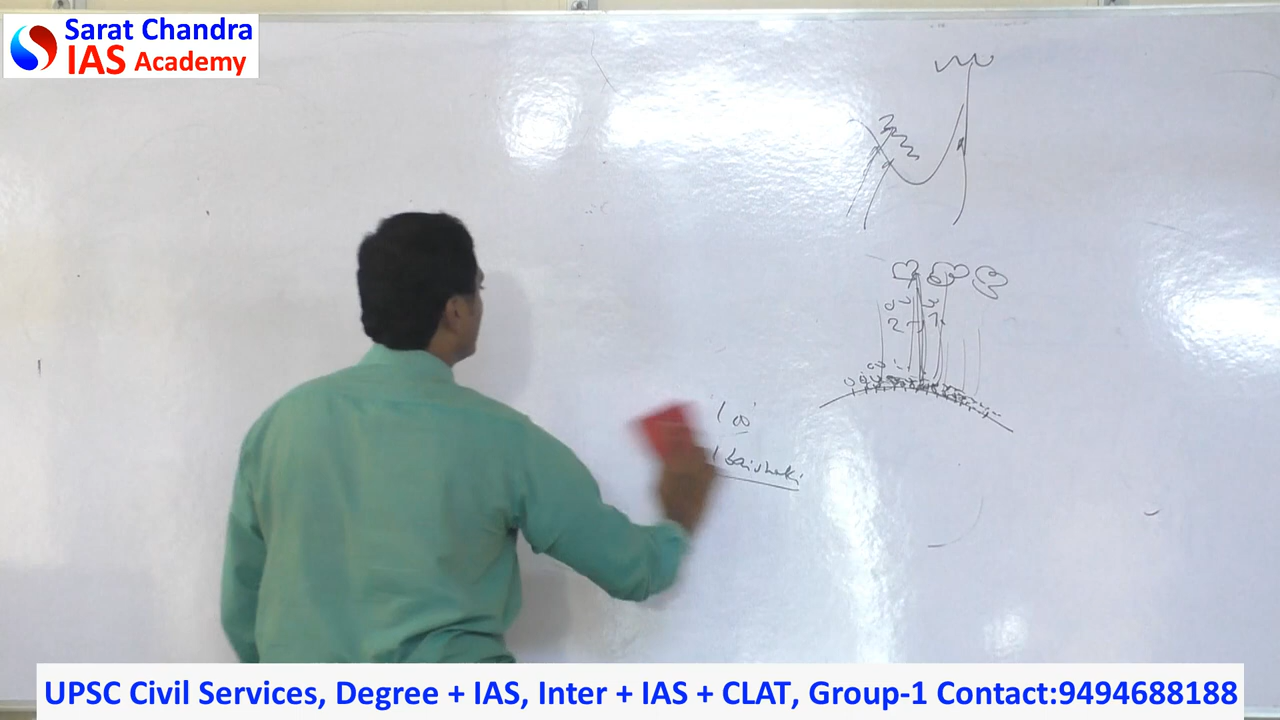 Sarat Chandra
IAS Academy
UPSC Civil Services, Degree + IAS, Inter + IAS + CLAT, Group-1 Contact:9494688188